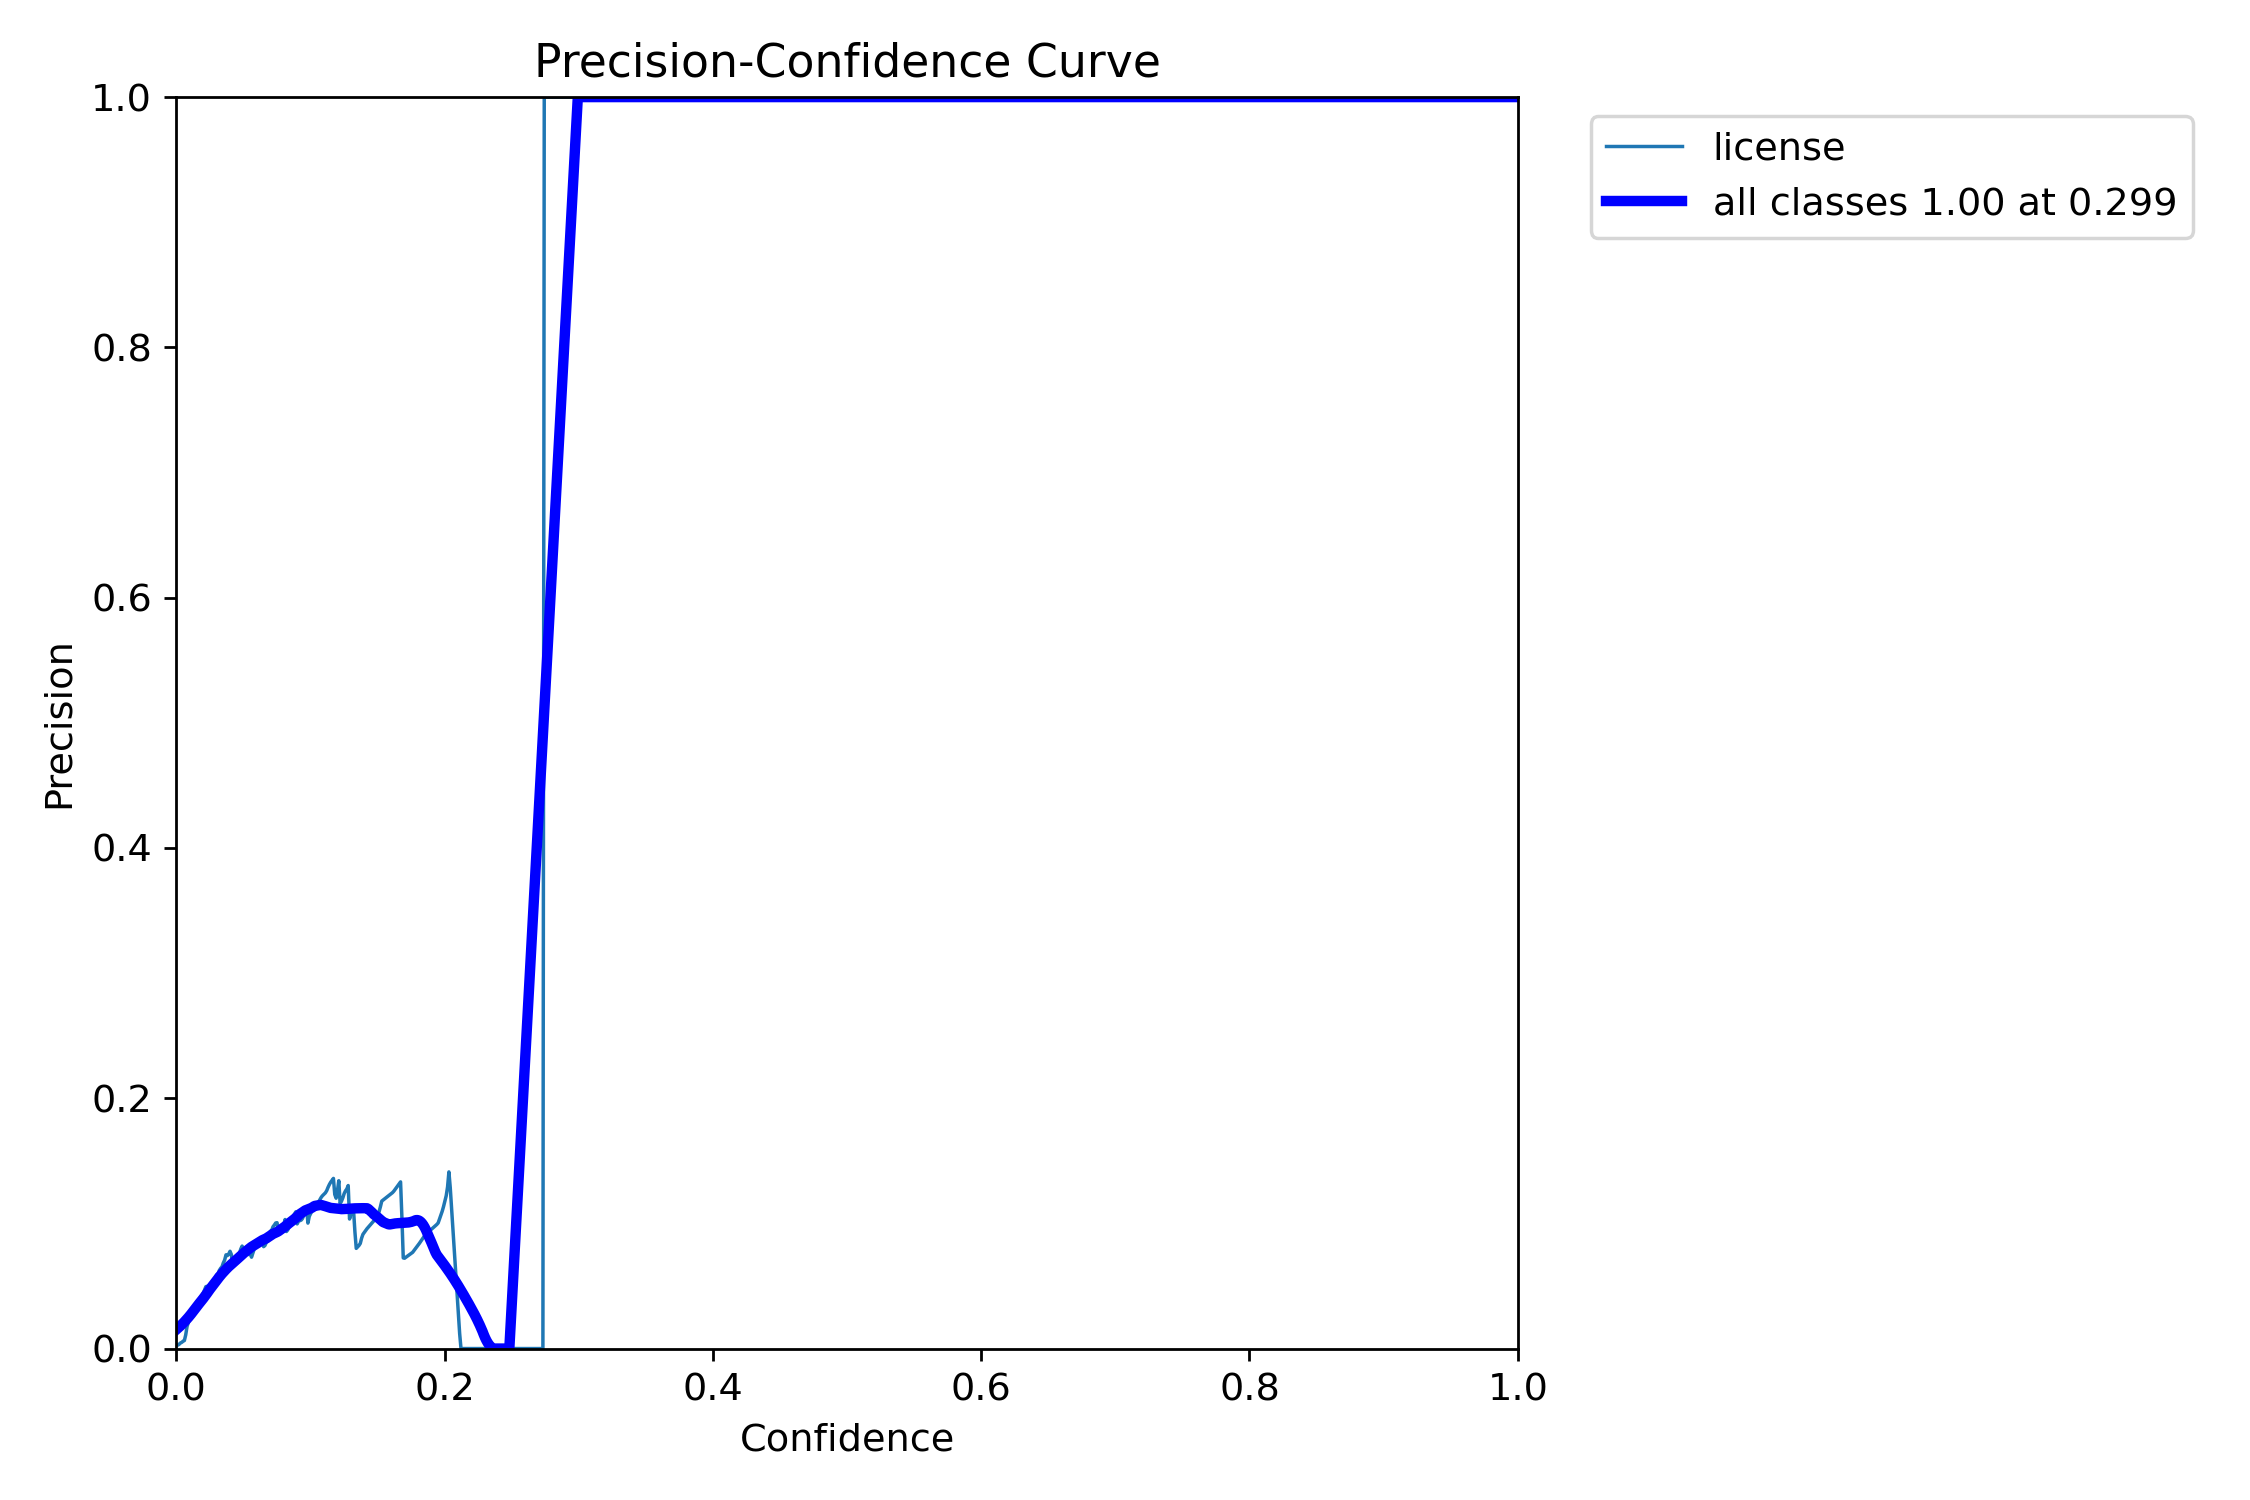 Precision-Confidence Curve
1.0
0.8
0.6
0.4
0.2
0.0
Precision
0.0 0.2 0.4 0.6 0.8 1.0
Confidence
license
all classes 1.00 at 0.299